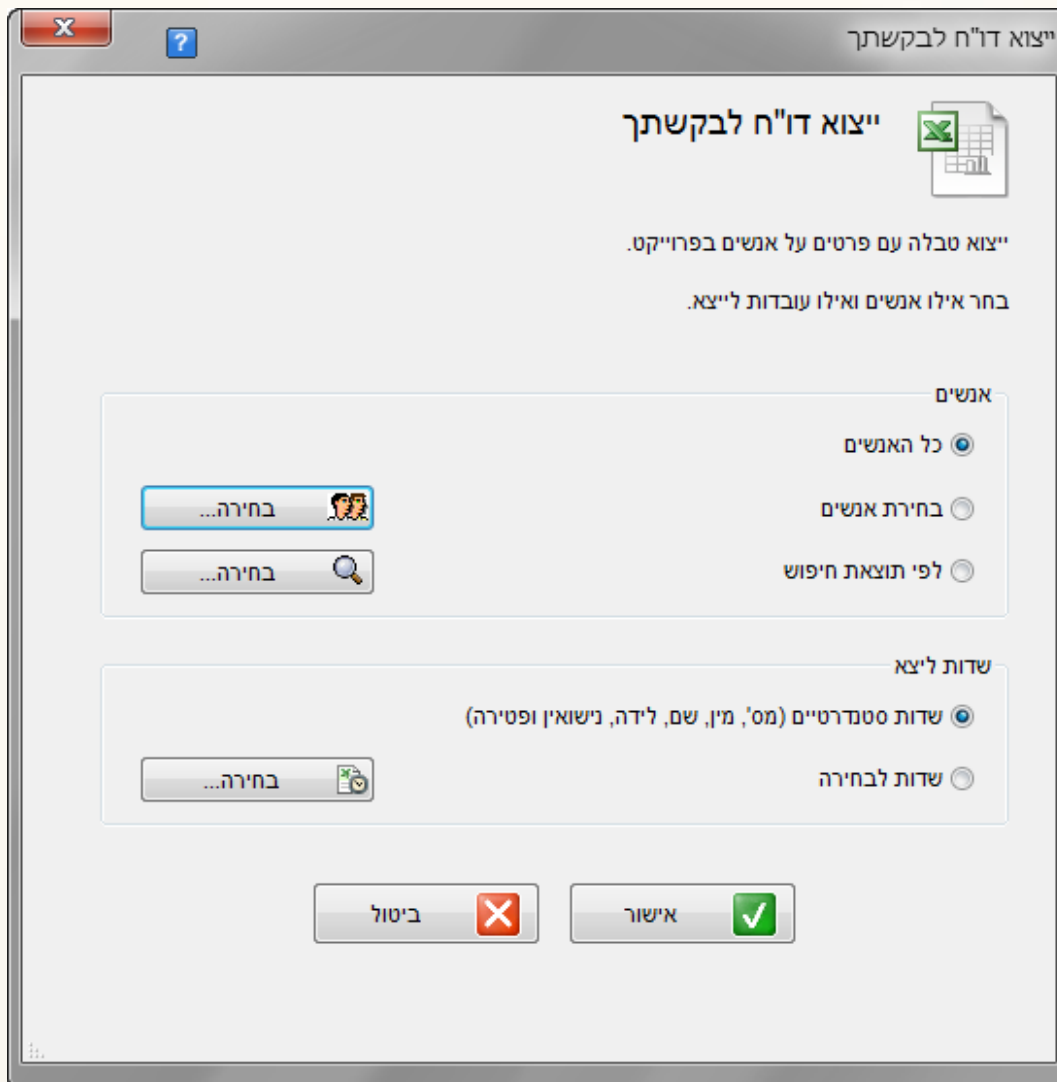 ייצוא דו"ח לבקשתך
ייצוא דו"ח לבקשתך
ייצוא טבלה עם פרטים על אנשים בפרוייקט.
בחר אילו אנשים ואילו עובדות לייצא.
אנשים
כל האנשים
בחירת אנשים בחירה...
לפי תוצאת חיפוש בחירה...
שדות ליצא
שדות סטנדרטיים (מס', מין, שם, לידה, נישואין ופטירה)
שדות לבחירה בחירה...
אישור ביטול